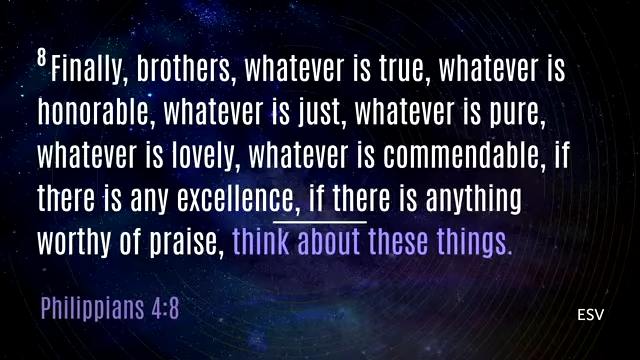 8 Finally, brothers, whatever is true, whatever is
honorable, whatever is just, whatever is pure,
whatever is lovely, whatever is commendable, if
there is any excellence, if there is anything
worthy of praise, think about these things.
Philippians 4:8
ESV